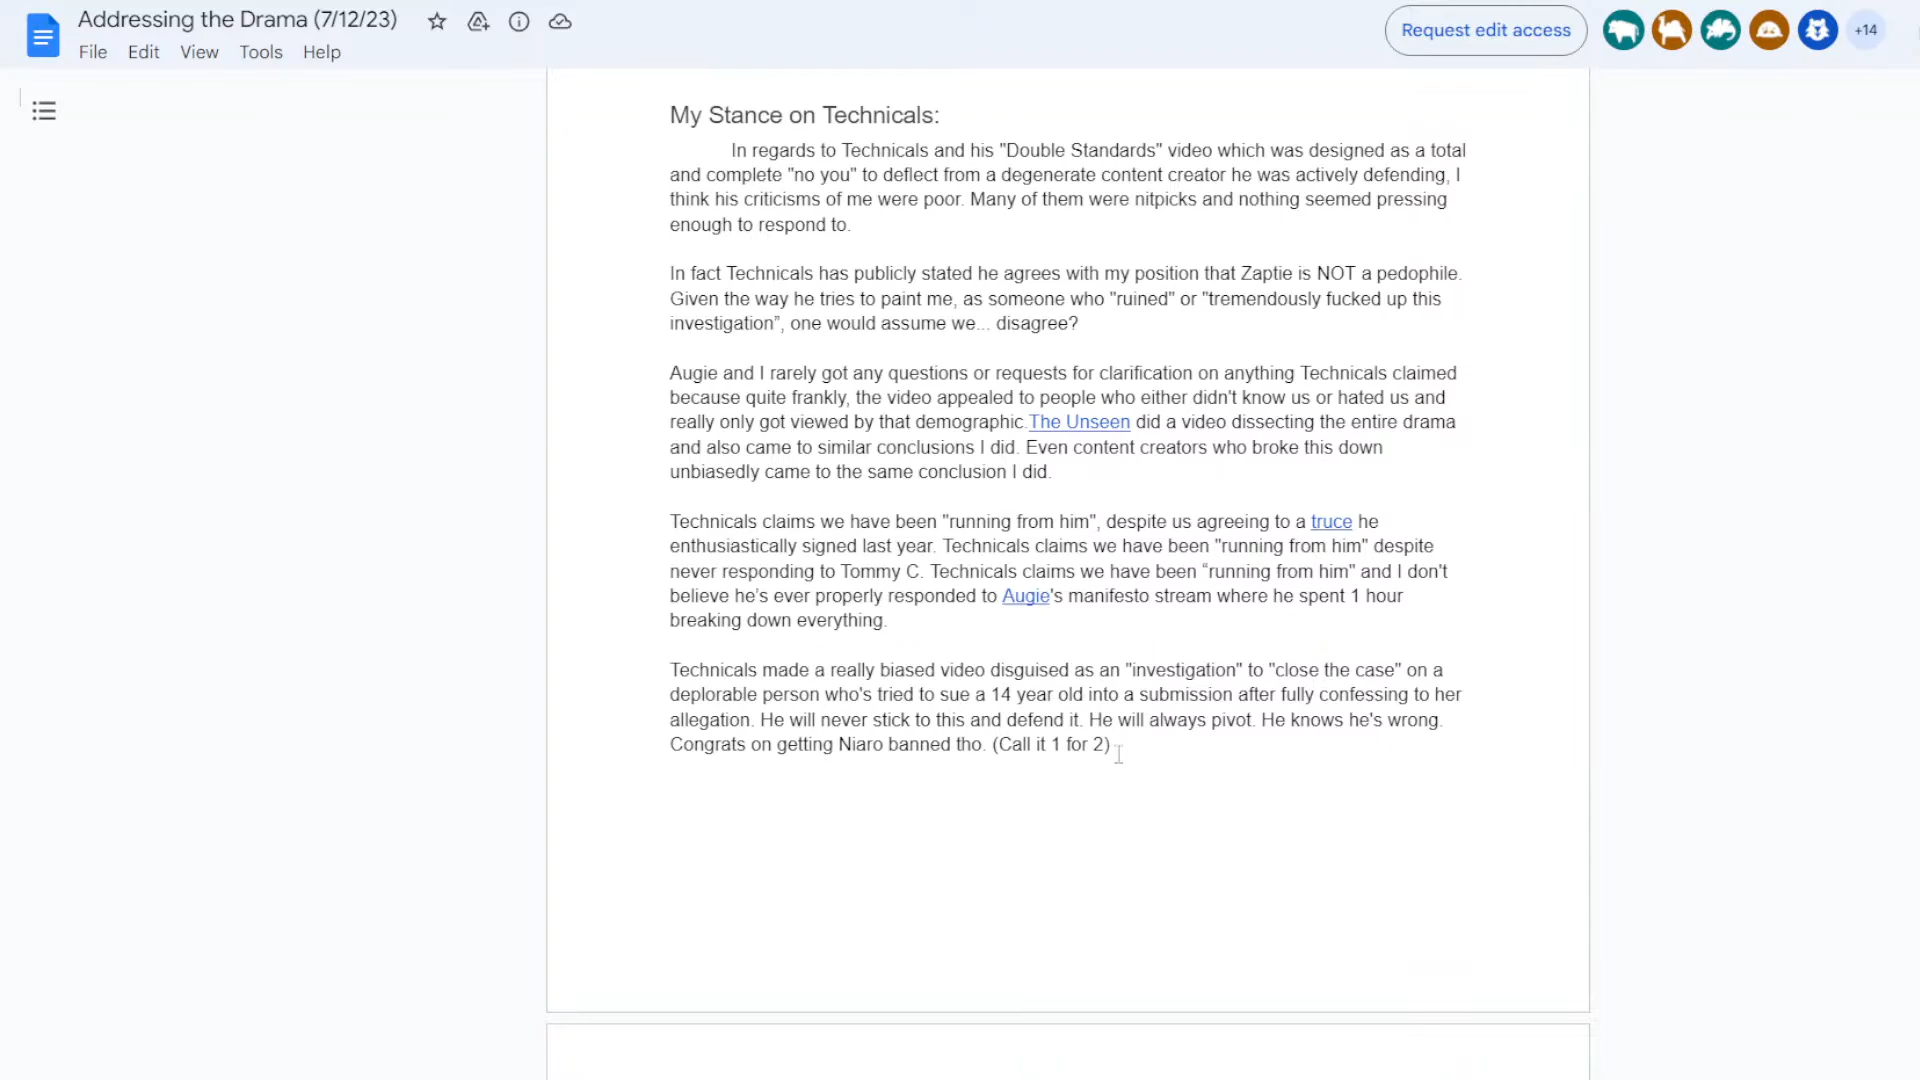 Addressing the Drama (7/12/23)
Request edit access
+14
File Edit View Tools Help
My Stance on Technicals:
In regards to Technicals and his "Double Standards" video which was designed as a total
and complete "no you" to deflect from a degenerate content creator he was actively defending, I
think his criticisms of me were poor. Many of them were nitpicks and nothing seemed pressing
enough to respond to.
In fact Technicals has publicly stated he agrees with my position that Zaptie is NOT a pedophile.
Given the way he tries to paint me, as someone who "ruined" or "tremendously fucked up this
investigation”, one would assume we... disagree?
Augie and I rarely got any questions or requests for clarification on anything Technicals claimed
because quite frankly, the video appealed to people who either didn't know us or hated us and
really only got viewed by that demographic.The Unseen did a video dissecting the entire drama
and also came to similar conclusions I did. Even content creators who broke this down
unbiasedly came to the same conclusion I did.
Technicals claims we have been "running from him", despite us agreeing to a truce he
enthusiastically signed last year. Technicals claims we have been "running from him" despite
never responding to Tommy C. Technicals claims we have been “running from him" and I don't
believe he’s ever properly responded to Augie's manifesto stream where he spent 1 hour
breaking down everything.
Technicals made a really biased video disguised as an "investigation" to "close the case" on a
deplorable person who's tried to sue a 14 year old into a submission after fully confessing to her
allegation. He will never stick to this and defend it. He will always pivot. He knows he's wrong.
Congrats on getting Niaro banned tho. (Call it 1 for 2)